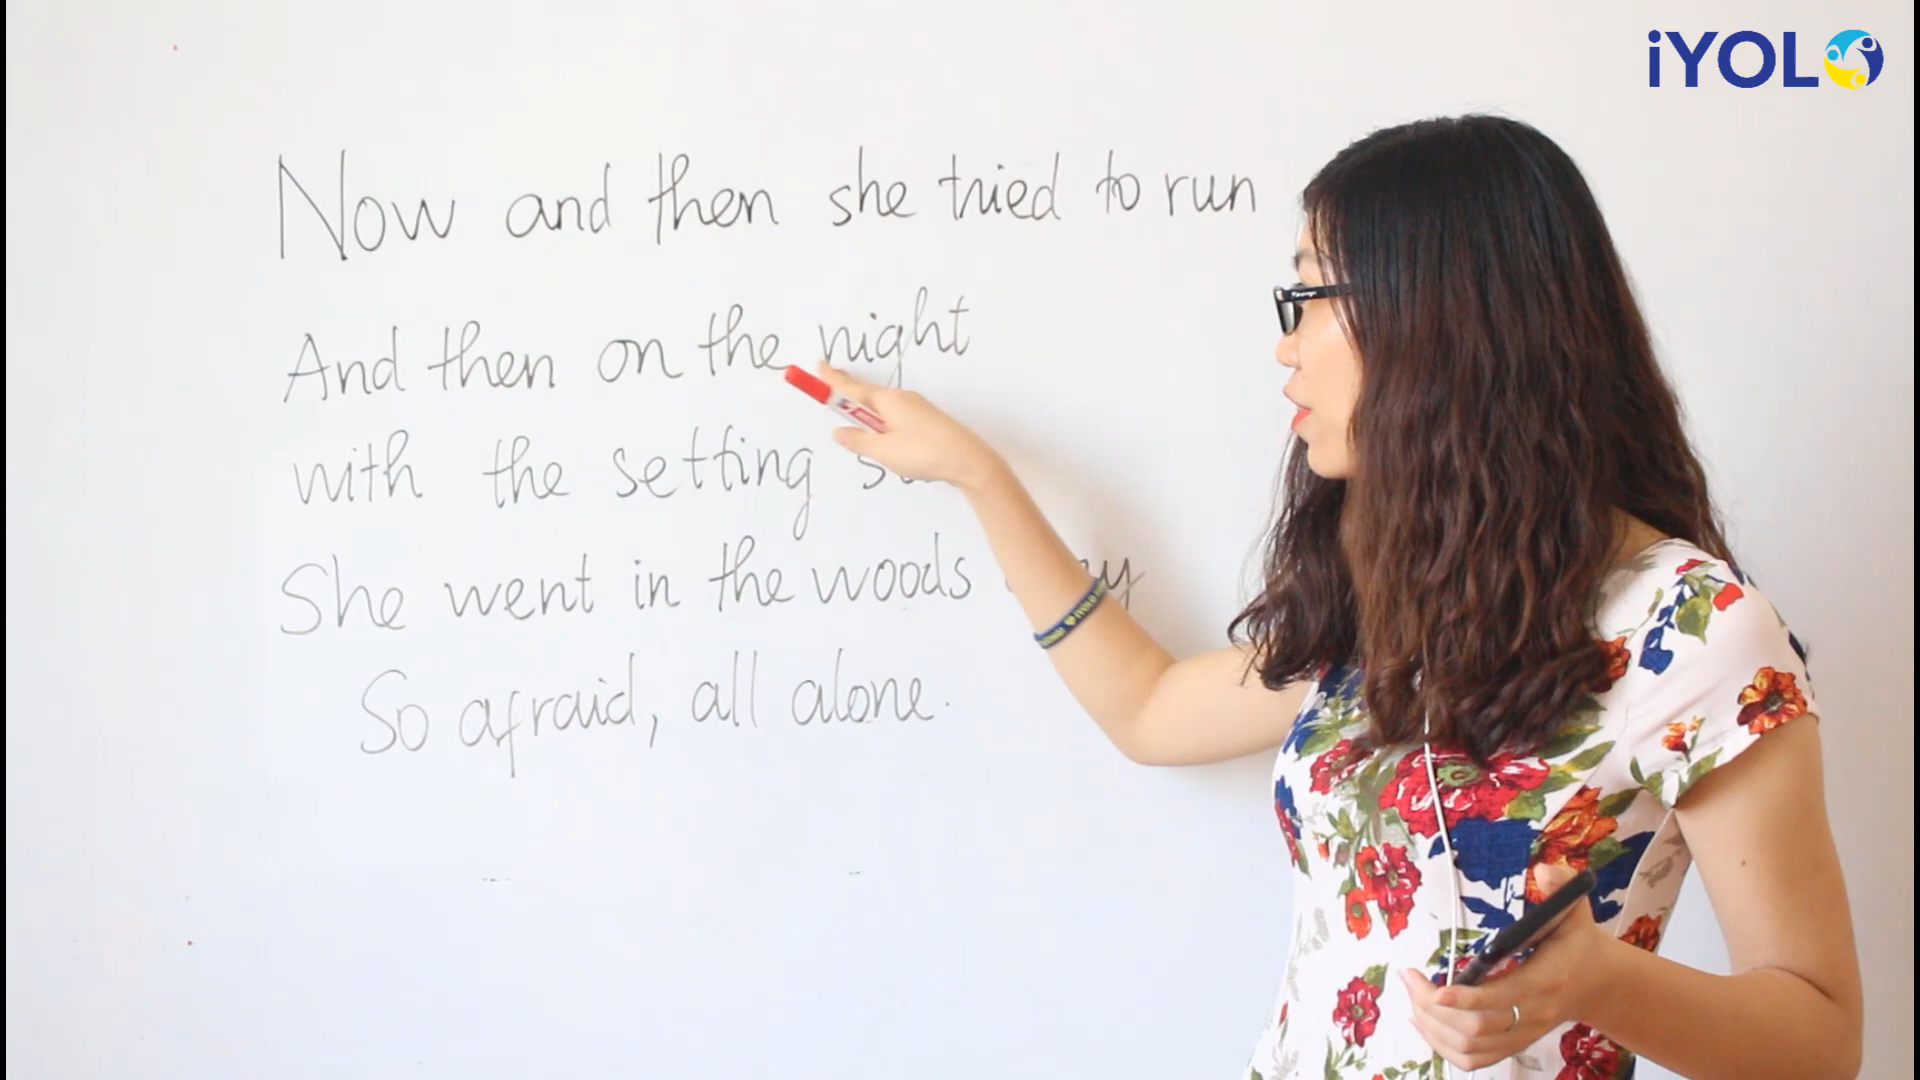 iYOLO
Now and then she tried to run
And then on the night
with the setting
She went in the woods
So afraid, all alone.